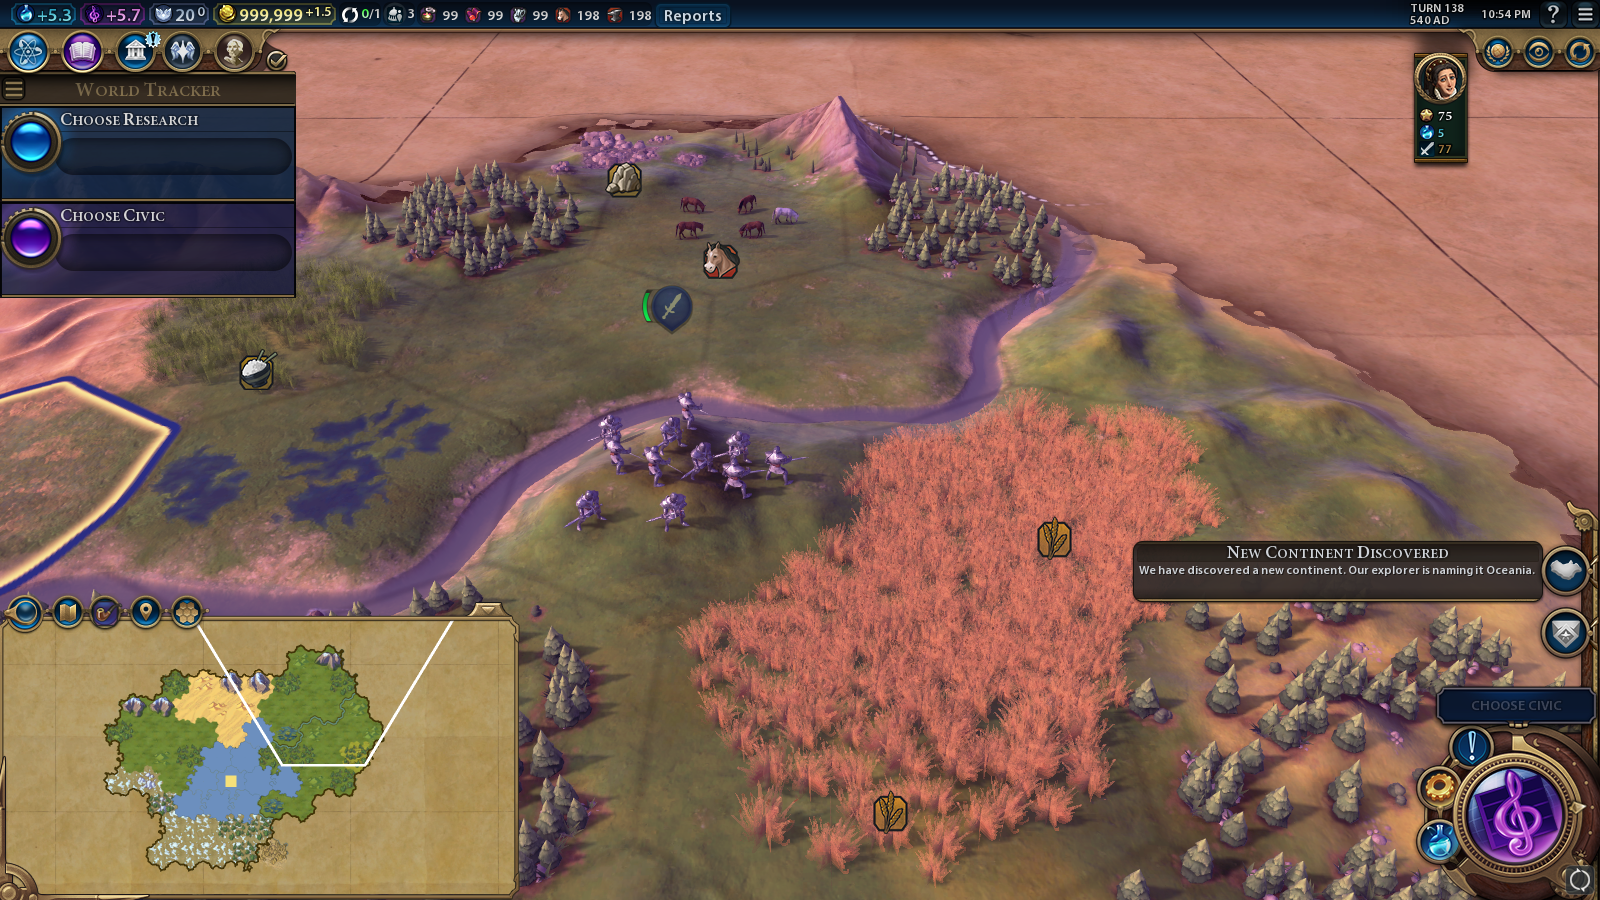 +5.3 +5.7 20 0 999,999 +1.5 0/1 3 99 99 99 198 198 Reports
TURN 138
540 AD
10:54 PM ?
WORLD TRACKER
CHOOSE RESEARCH
CHOOSE CIVIC
75
5
77
NEW CONTINENT DISCOVERED
We have discovered a new continent. Our explorer is naming it Oceania.
CHOOSE CIVIC